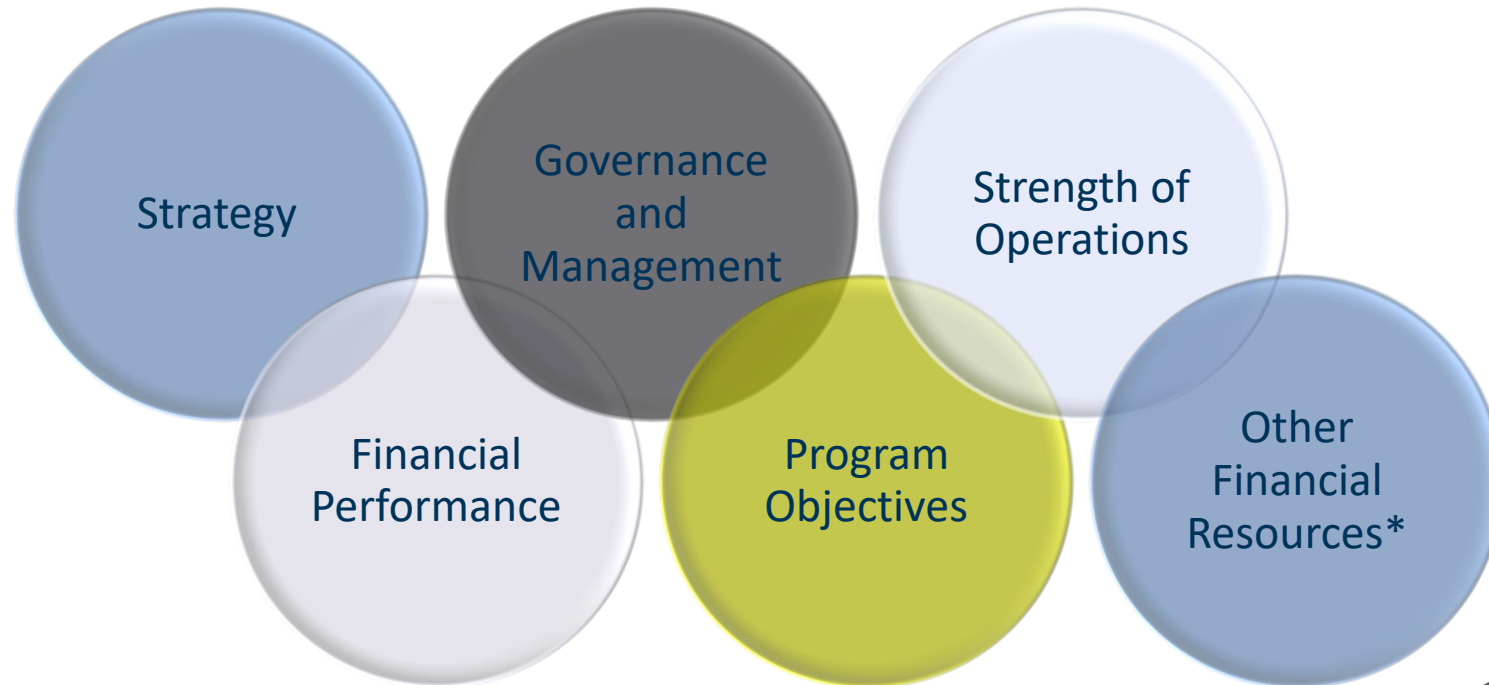 Strategy
Governance
and
Management
Strength of
Operations
Financial
Performance
Program
Objectives
Other
Financial
Resources*